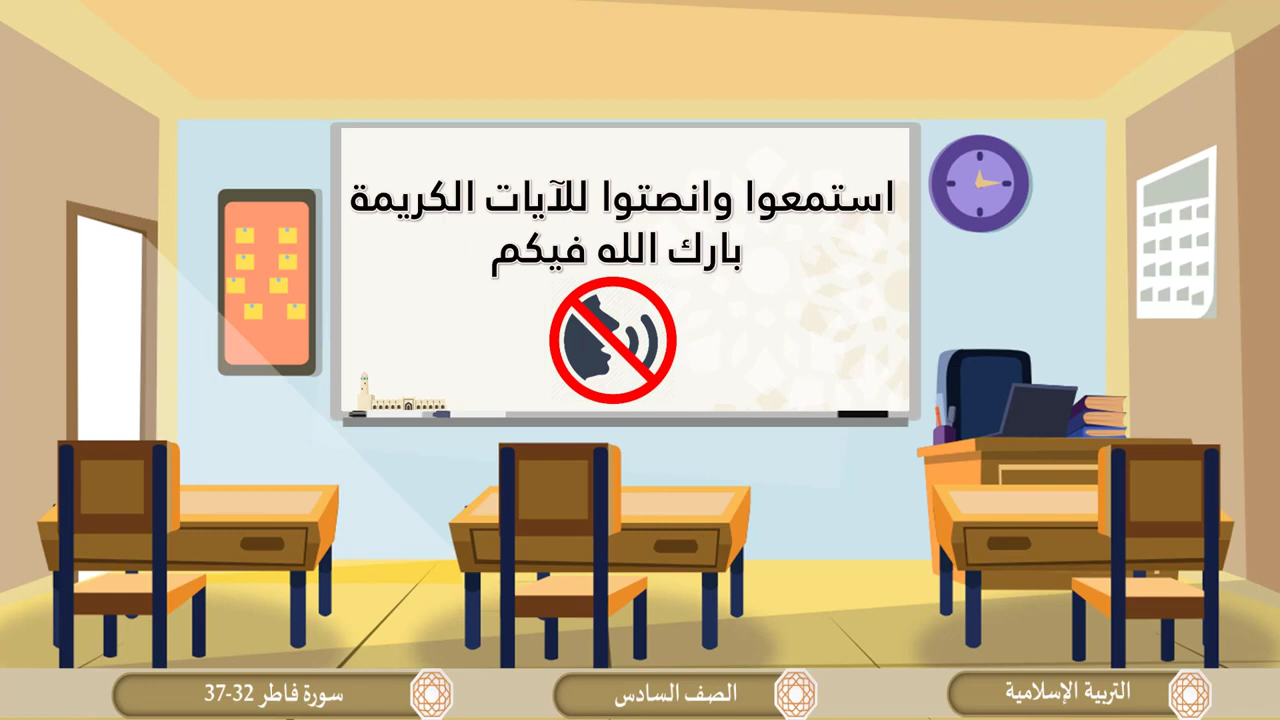 استمعوا وانصتوا للآيات الكريمة
بارك الله فيكم
التربية الإسلامية
الصف السادس
سورة فاطر 32-37